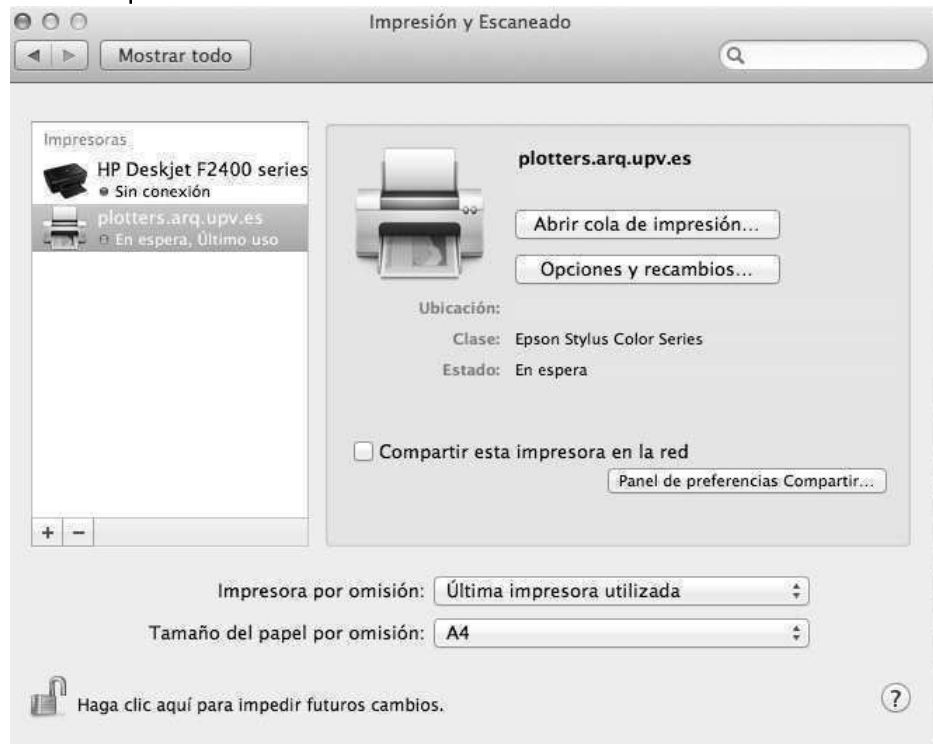 Impresión y Escaneado
Mostrar todo
Impresoras
HP Deskjet F2400 series
Sin conexión
plotters.arq.upv.es
En espera, Último uso
plotters.arq.upv.es
Abrir cola de impresión...
Opciones y recambios...
Ubicación:
Clase: Epson Stylus Color Series
Estado: En espera
Compartir esta impresora en la red
Panel de preferencias Compartir...
+ −
Impresora por omisión: Última impresora utilizada
Tamaño del papel por omisión: A4
Haga clic aquí para impedir futuros cambios.
?